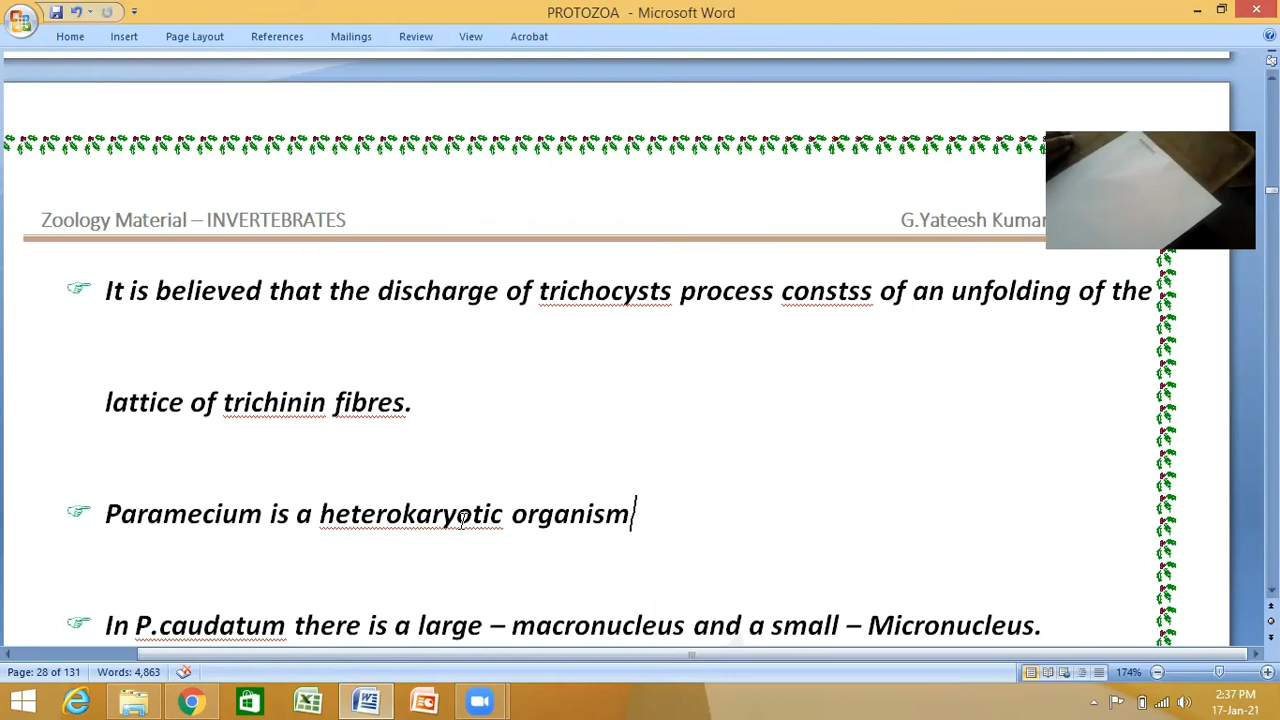 PROTOZOA - Microsoft Word
Home Insert Page Layout References Mailings Review View Acrobat
Zoology Material – INVERTEBRATES G.Yateesh Kumar
It is believed that the discharge of trichocysts process constss of an unfolding of the
lattice of trichinin fibres.
Paramecium is a heterokaryotic organism
In P.caudatum there is a large – macronucleus and a small – Micronucleus.
Page: 28 of 131 Words: 4,863 174%
2:37 PM
17-Jan-21